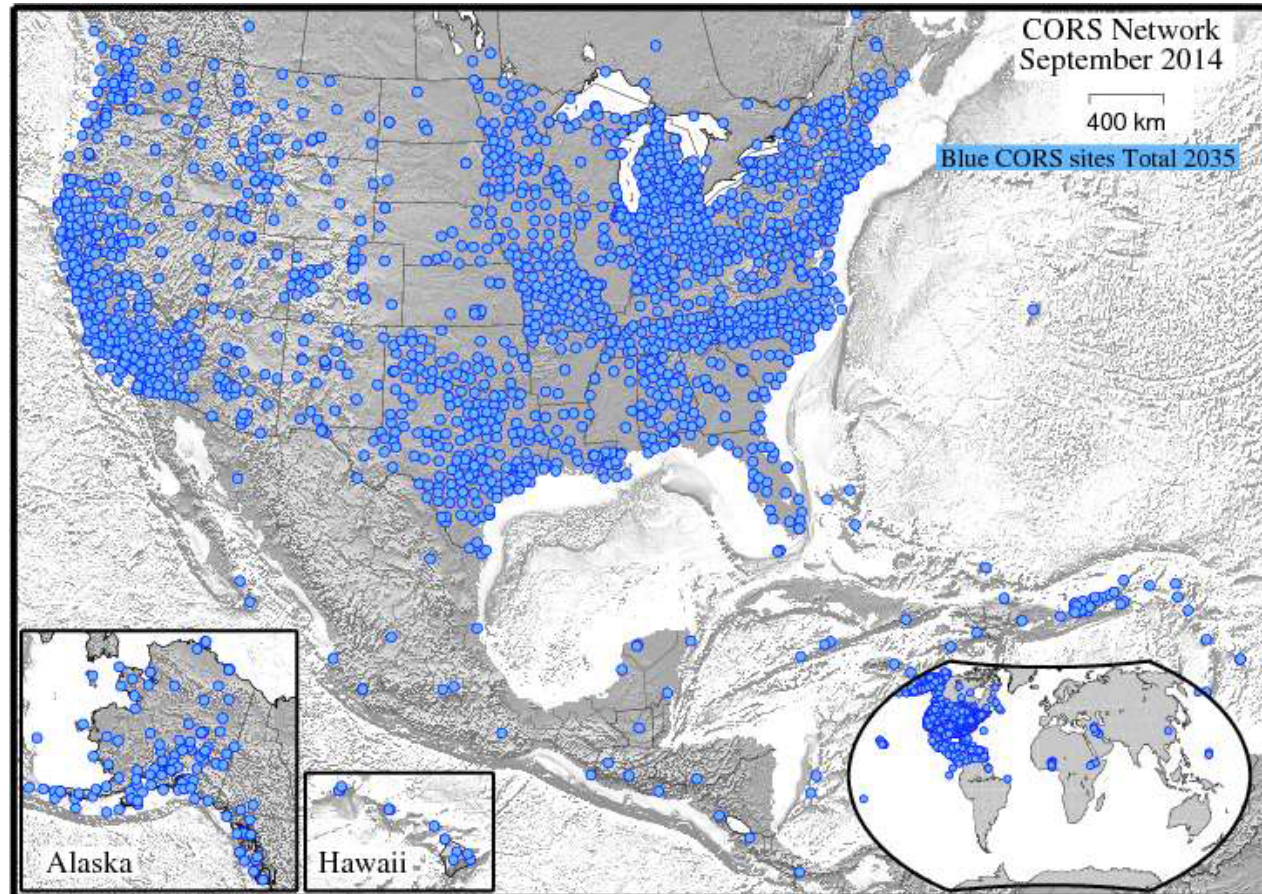 CORS Network
September 2014
400 km
Blue CORS sites Total 2035
Alaska
Hawaii